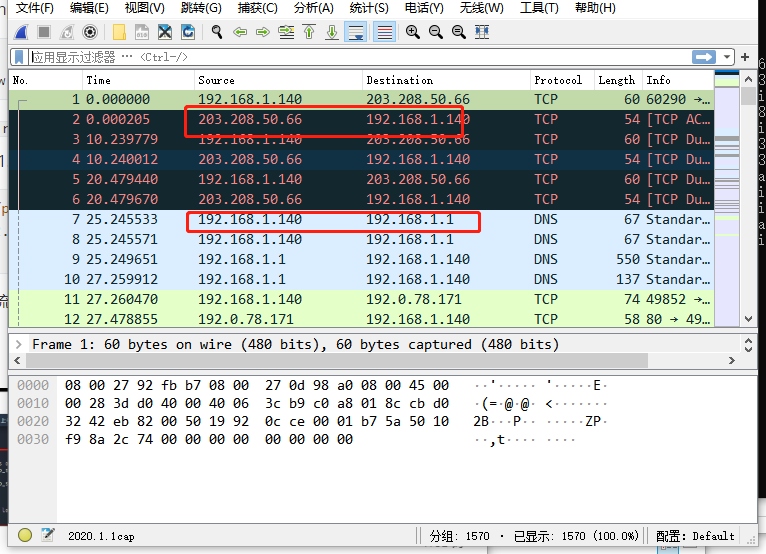 文件(F) 编辑(E) 视图(V) 跳转(G) 捕获(C) 分析(A) 统计(S) 电话(Y) 无线(W) 工具(T) 帮助(H)
应用显示过滤器 … <Ctrl-/>
No. Time Source Destination Protocol Length Info
1 0.000000 192.168.1.140 203.208.50.66 TCP 60 60290 →…
2 0.000205 203.208.50.66 192.168.1.140 TCP 54 [TCP AC…
3 10.239779 192.168.1.140 203.208.50.66 TCP 60 [TCP Du…
4 10.240012 203.208.50.66 192.168.1.140 TCP 54 [TCP Du…
5 20.479440 192.168.1.140 203.208.50.66 TCP 60 [TCP Du…
6 20.479670 203.208.50.66 192.168.1.140 TCP 54 [TCP Du…
7 25.245533 192.168.1.140 192.168.1.1 DNS 67 Standar…
8 25.245571 192.168.1.140 192.168.1.1 DNS 67 Standar…
9 25.249651 192.168.1.1 192.168.1.140 DNS 550 Standar…
10 27.259912 192.168.1.1 192.168.1.140 DNS 137 Standar…
11 27.260470 192.168.1.140 192.0.78.171 TCP 74 49852 →…
12 27.478855 192.0.78.171 192.168.1.140 TCP 58 80 → 49…
Frame 1: 60 bytes on wire (480 bits), 60 bytes captured (480 bits)
0000 08 00 27 92 fb b7 08 00 27 0d 98 a0 08 00 45 00 ··'····· '·····E·
0010 00 28 3d d0 40 00 40 06 3c b9 c0 a8 01 8c cb d0 ·(=·@·@· <·······
0020 32 42 eb 82 00 50 19 92 0c ce 00 01 b7 5a 50 10 2B···P·· ·····ZP·
0030 f9 8a 2c 74 00 00 00 00 00 00 00 00 ··,t···· ····
2020.1.1cap 分组: 1570 · 已显示: 1570 (100.0%) 配置: Default